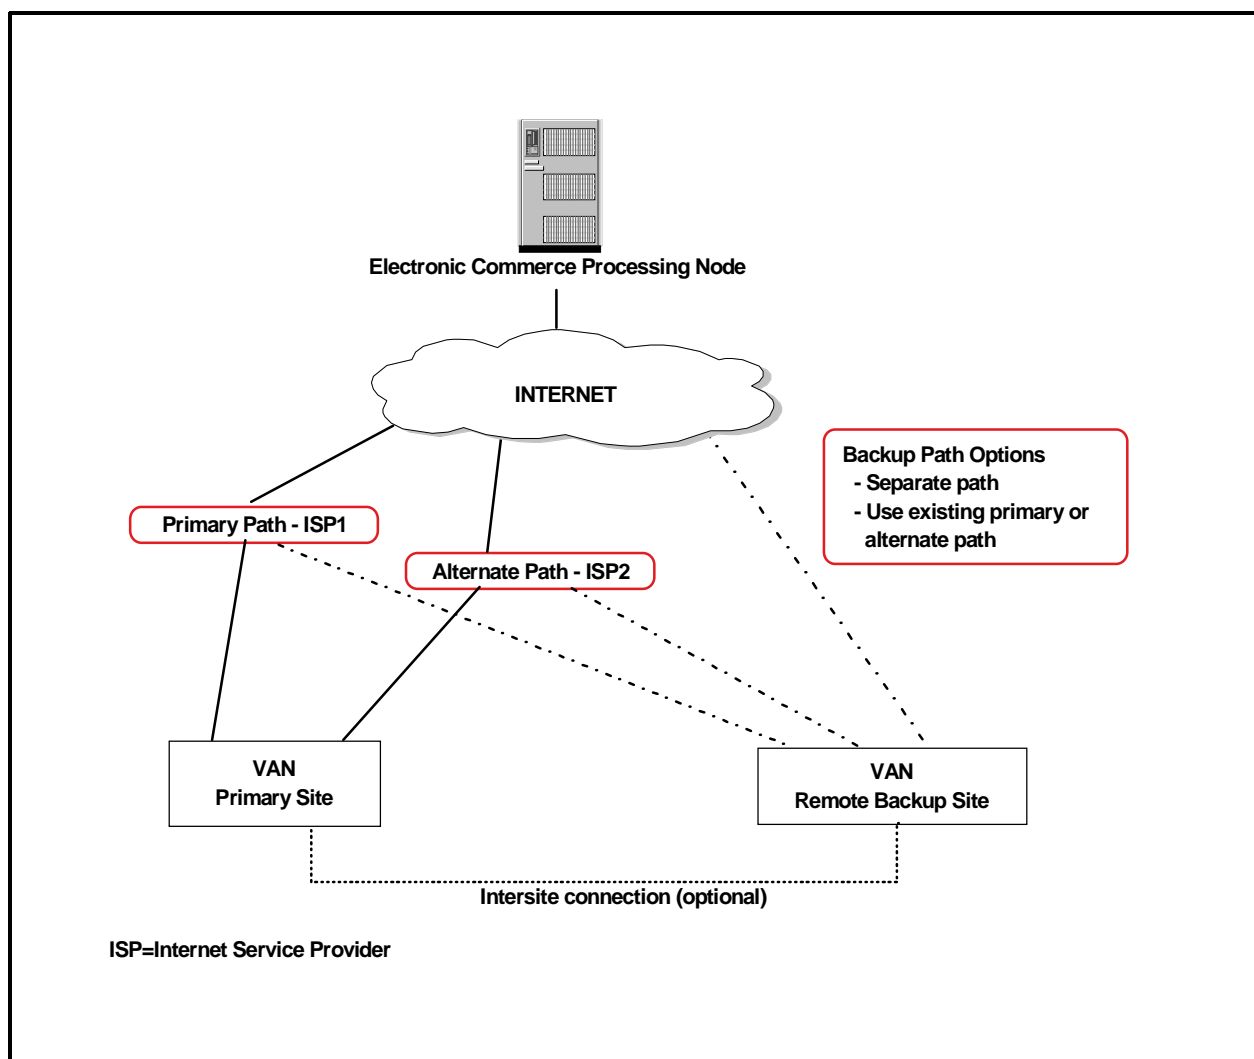 Electronic Commerce Processing Node
INTERNET
Backup Path Options
- Separate path
- Use existing primary or
alternate path
Primary Path - ISP1
Alternate Path - ISP2
VAN
Primary Site
VAN
Remote Backup Site
Intersite connection (optional)
ISP=Internet Service Provider